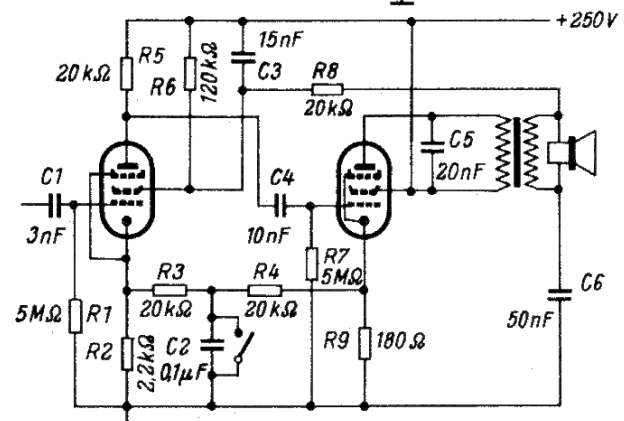 +250V
15nF
C3
R5
20kΩ
R6
120kΩ
R8
20kΩ
C5
20nF
C1
3nF
C4
10nF
R7
5MΩ
R3
20kΩ
R4
20kΩ
C6
50nF
5MΩ
R1
R2
2,2kΩ
C2
0,1μF
R9
180Ω